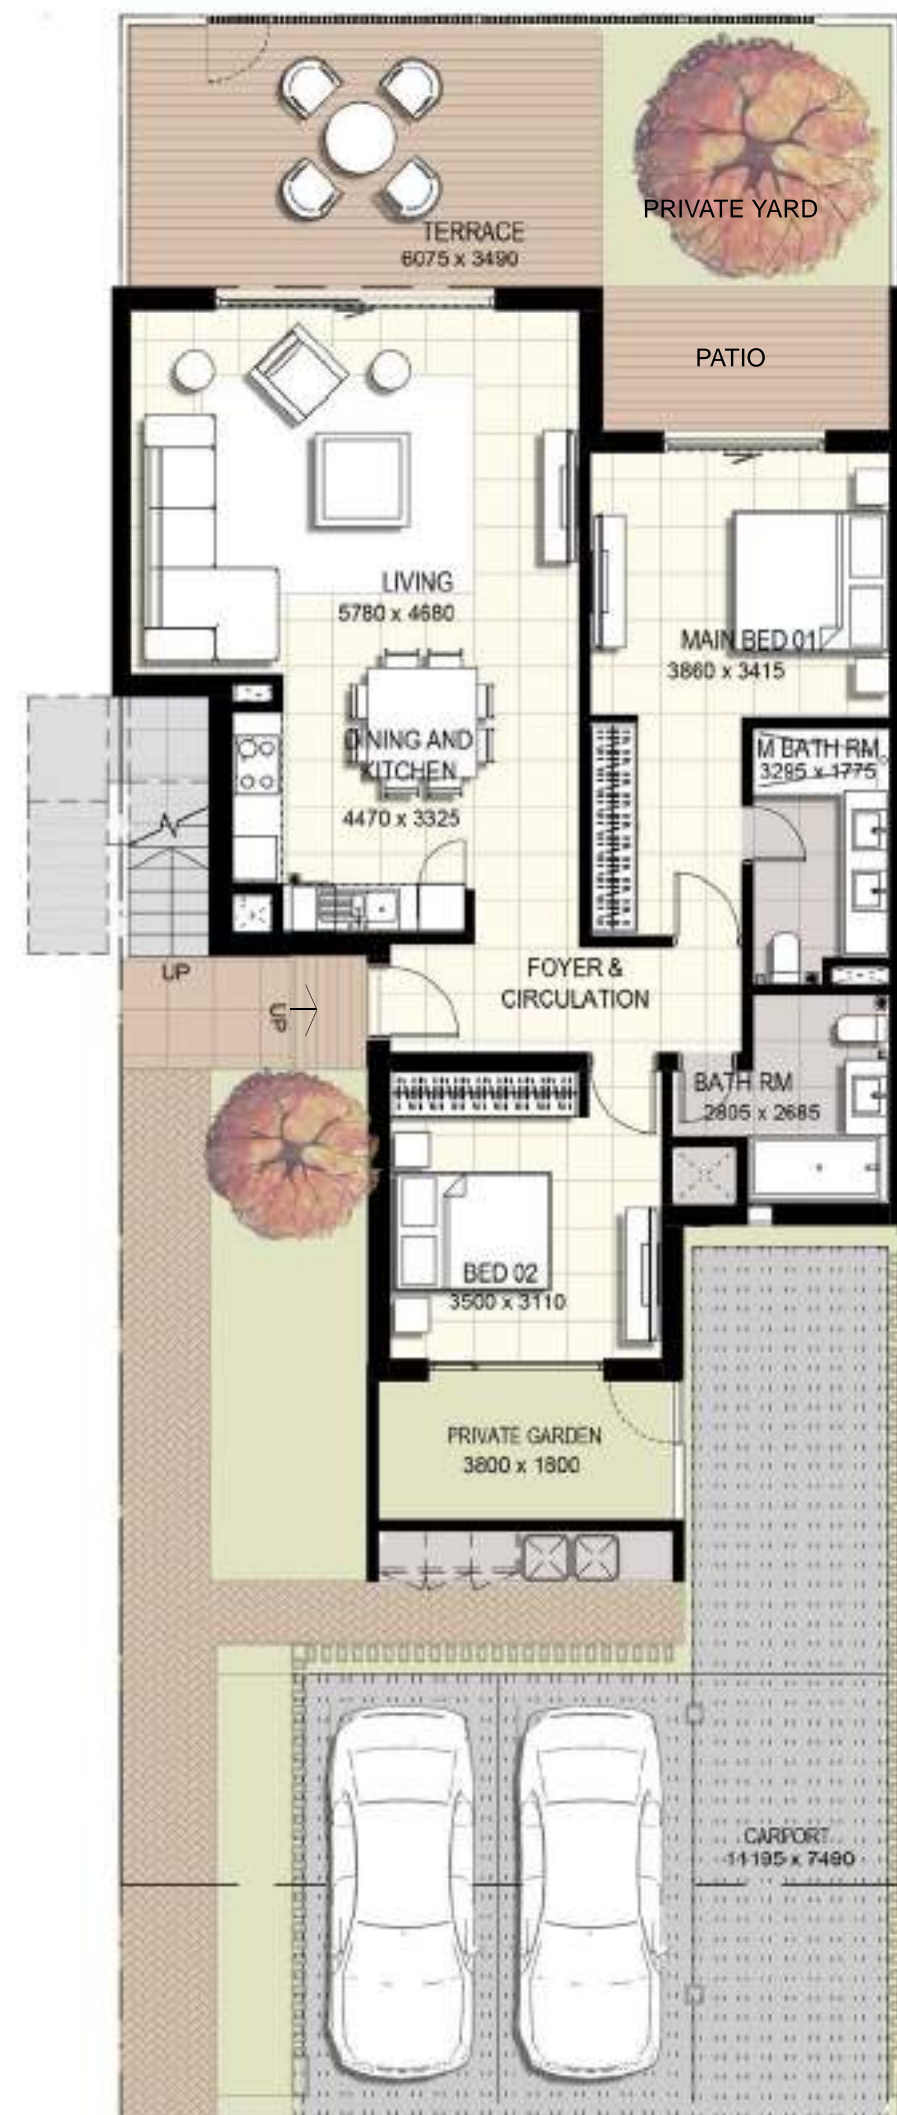 PRIVATE YARD
TERRACE
6075 x 3490
PATIO
LIVING
5780 x 4680
MAIN BED 01
3860 x 3415
DINING AND
KITCHEN
4470 x 3325
M BATH RM
3295 x 1775
FOYER &
CIRCULATION
UP
UP
BATH RM
2805 x 2685
BED 02
3500 x 3110
PRIVATE GARDEN
3800 x 1800
CARPORT
11195 x 7490